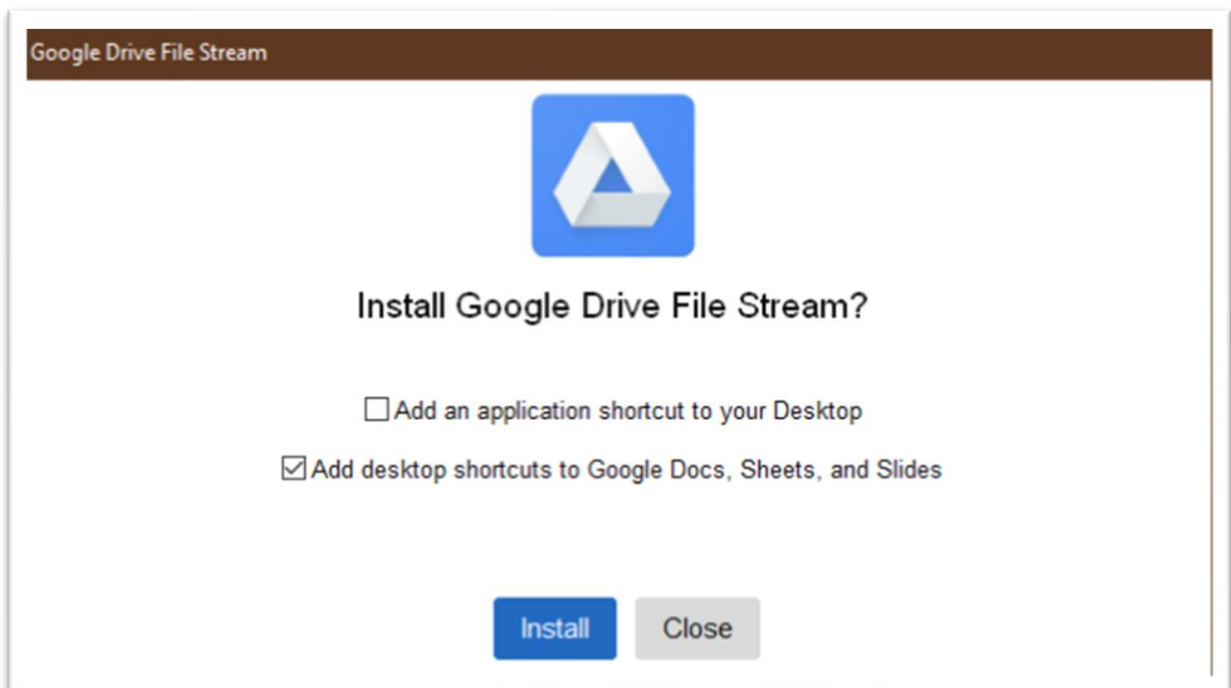 Google Drive File Stream
Install Google Drive File Stream?
Add an application shortcut to your Desktop
Add desktop shortcuts to Google Docs, Sheets, and Slides
Install Close